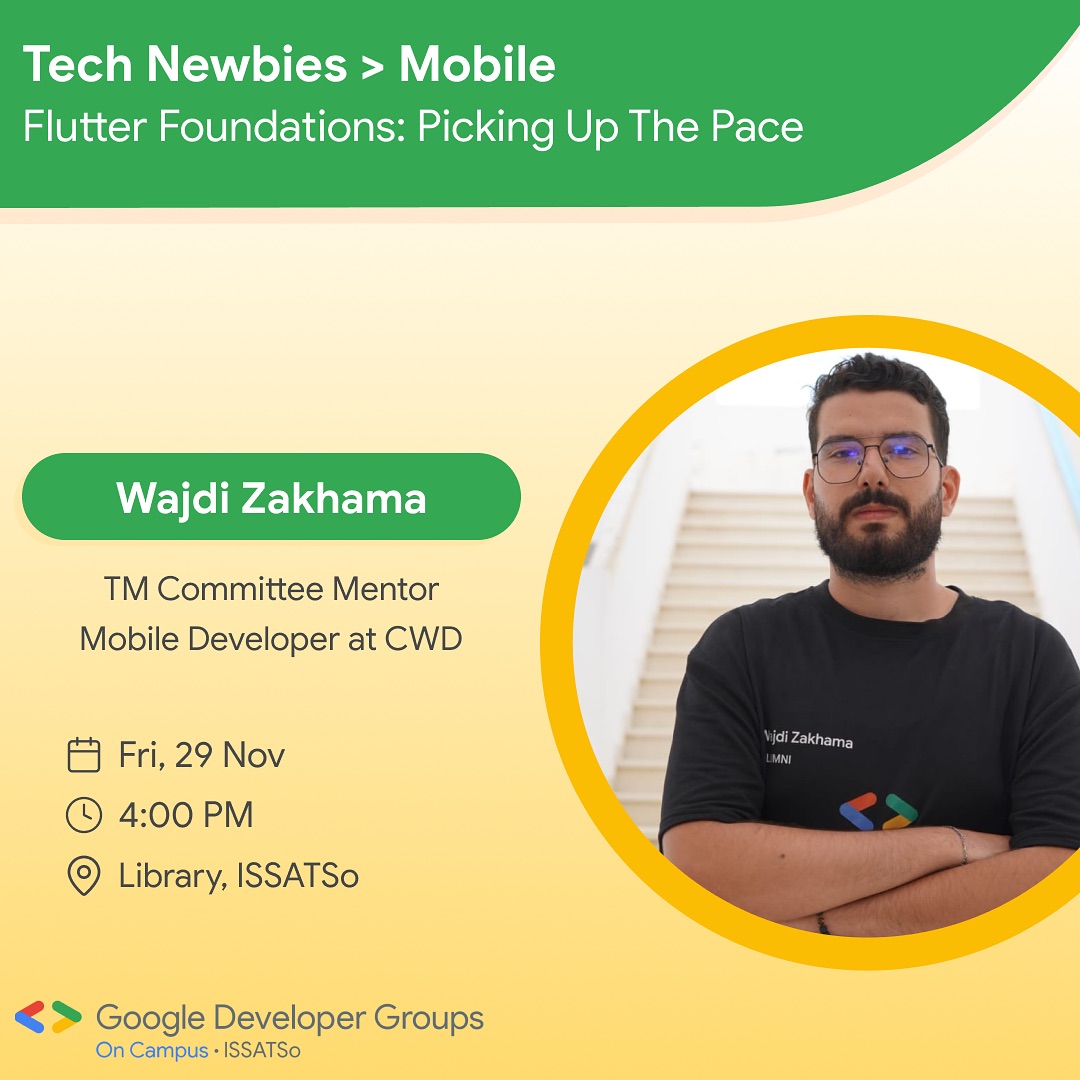 Tech Newbies > Mobile
Flutter Foundations: Picking Up The Pace
Wajdi Zakhama
TM Committee Mentor
Mobile Developer at CWD
Fri, 29 Nov
4:00 PM
Library, ISSATSo
Wajdi Zakhama
LIMNI
Google Developer Groups
On Campus · ISSATSo